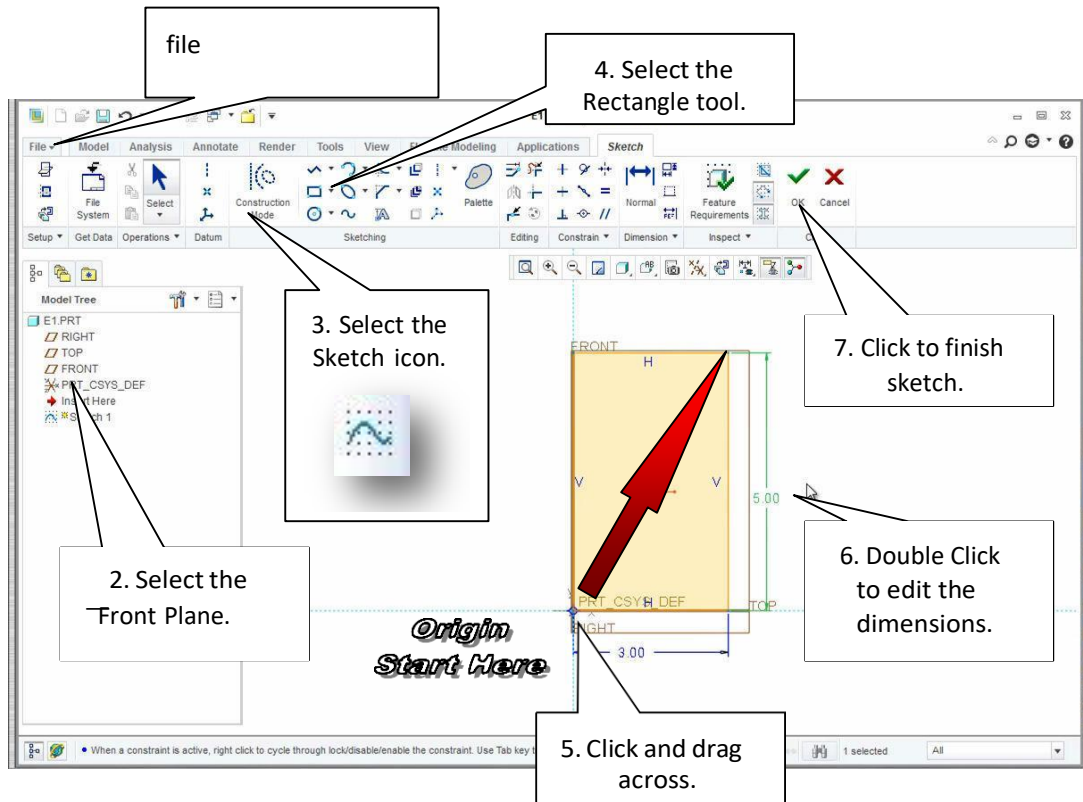 file
4. Select the
Rectangle tool.
File Model Analysis Annotate Render Tools View Modeling Applications Sketch
File
System
Select
Construction
Mode
Palette
Normal
Feature
Requirements
OK Cancel
Setup Get Data Operations Datum Sketching Editing Constrain Dimension Inspect
Model Tree
E1.PRT
RIGHT
TOP
FRONT
PRT_CSYS_DEF
Insert Here
Sketch 1
3. Select the
Sketch icon.
7. Click to finish
sketch.
FRONT
H
V V
5.00
6. Double Click
to edit the
dimensions.
2. Select the
Front Plane.
PRT_CSYS_DEF
H
TOP
RIGHT
3.00
Origin
Start Here
5. Click and drag
across.
• When a constraint is active, right click to cycle through lock/disable/enable the constraint. Use Tab key
1 selected
All